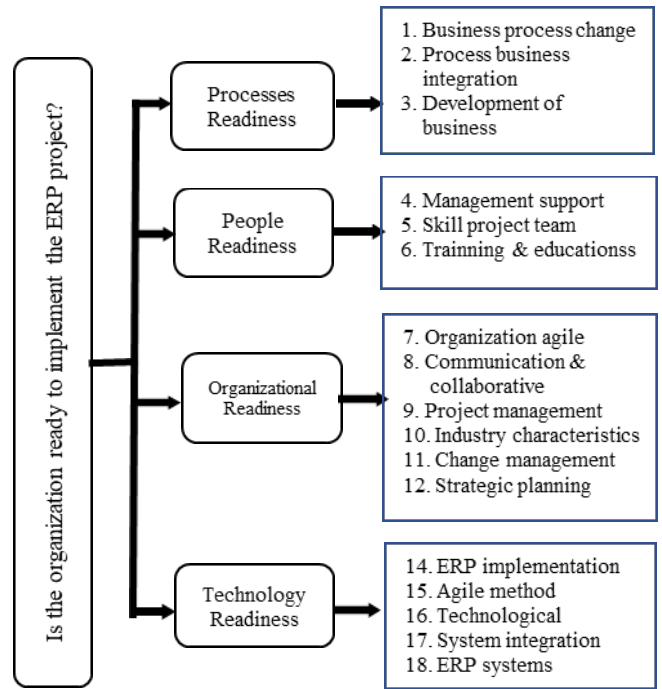 Is the organization ready to implement the ERP project?
Processes
Readiness
1. Business process change
2. Process business
integration
3. Development of
business
People
Readiness
4. Management support
5. Skill project team
6. Trainning & educationss
Organizational
Readiness
7. Organization agile
8. Communication &
collaborative
9. Project management
10. Industry characteristics
11. Change management
12. Strategic planning
Technology
Readiness
14. ERP implementation
15. Agile method
16. Technological
17. System integration
18. ERP systems